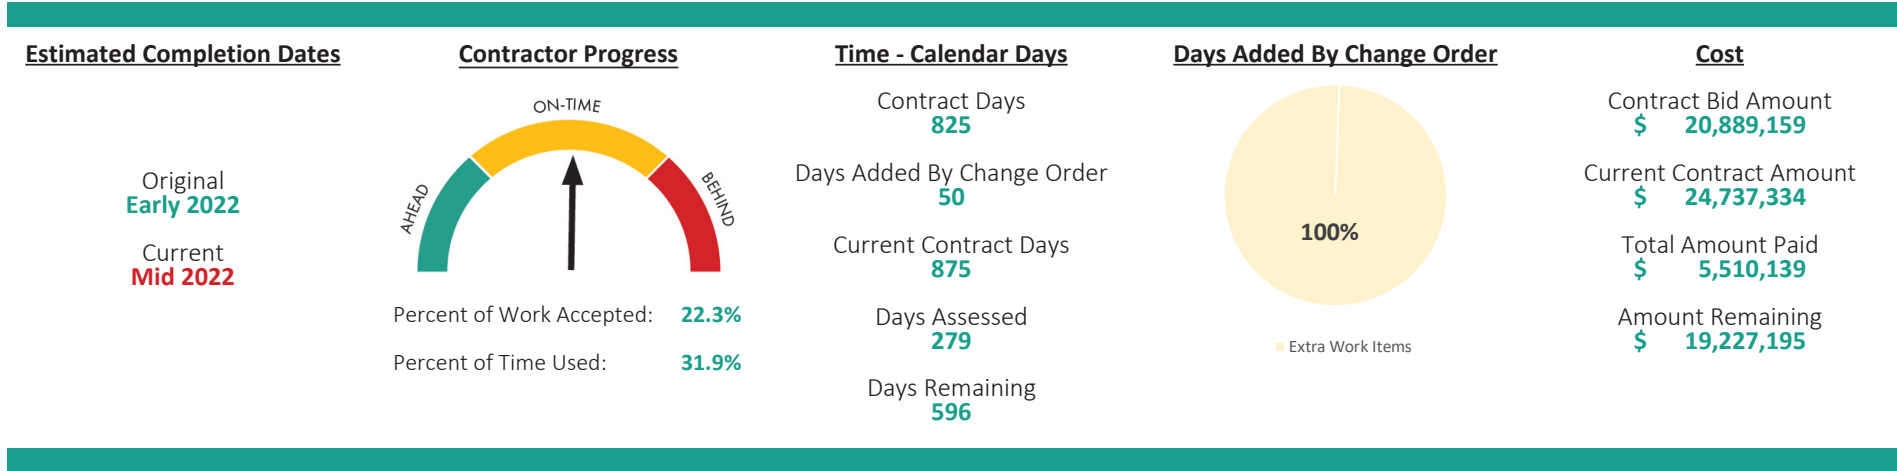 Estimated Completion Dates
Original
Early 2022
Current
Mid 2022
Contractor Progress
ON-TIME
AHEAD
BEHIND
Percent of Work Accepted: 22.3%
Percent of Time Used: 31.9%
Time - Calendar Days
Contract Days
825
Days Added By Change Order
50
Current Contract Days
875
Days Assessed
279
Days Remaining
596
Days Added By Change Order
100%
Extra Work Items
Cost
Contract Bid Amount
$ 20,889,159
Current Contract Amount
$ 24,737,334
Total Amount Paid
$ 5,510,139
Amount Remaining
$ 19,227,195